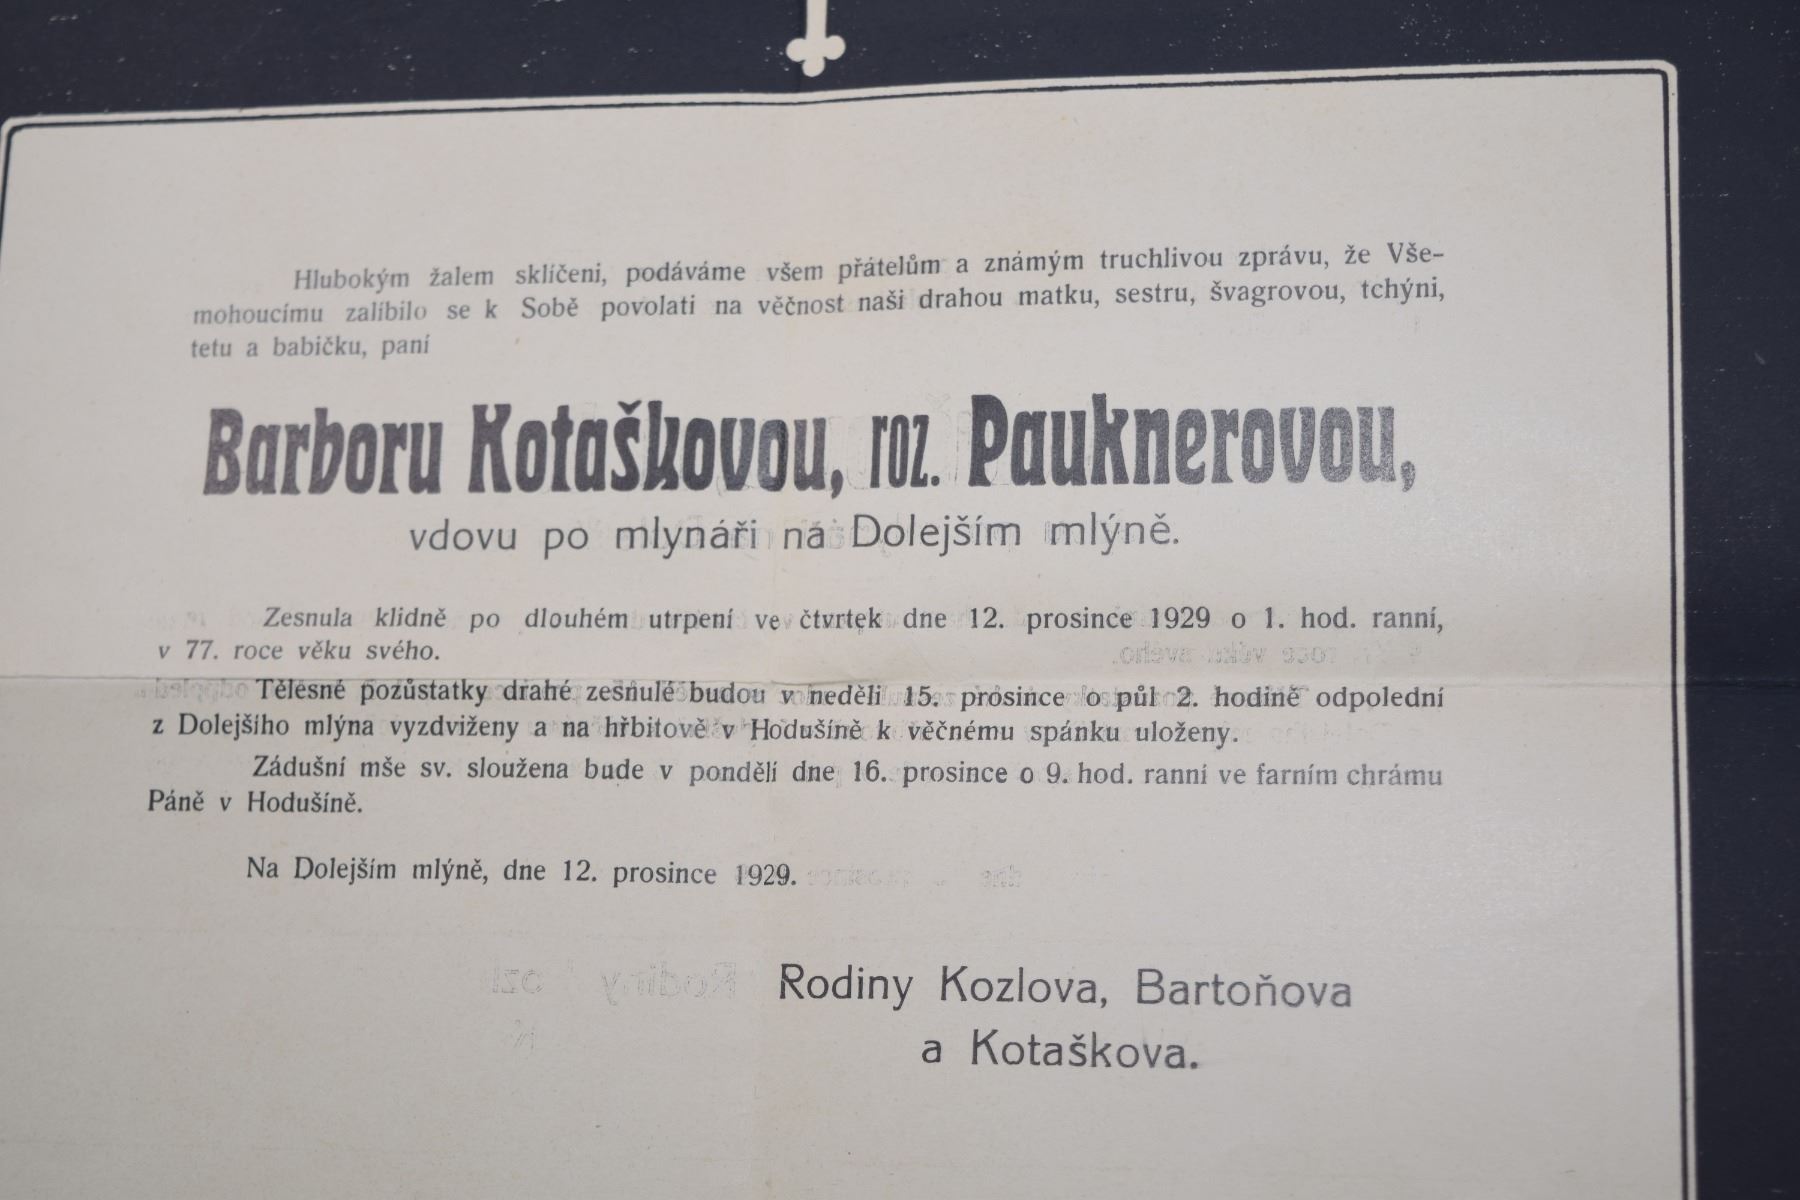 Hlubokým žalem sklíčeni, podáváme všem přátelům a známým truchlivou zprávu, že Vše-
mohoucímu zalíbilo se k Sobě povolati na věčnost naši drahou matku, sestru, švagrovou, tchýni,
tetu a babičku, paní
Barboru Kotaškovou, roz. Pauknerovou,
vdovu po mlynáři na Dolejším mlýně.
Zesnula klidně po dlouhém utrpení ve čtvrtek dne 12. prosince 1929 o 1. hod. ranní,
v 77. roce věku svého.
Tělesné pozůstatky drahé zesnulé budou v neděli 15. prosince o půl 2. hodině odpolední
z Dolejšího mlýna vyzdviženy a na hřbitově v Hodušíně k věčnému spánku uloženy.
Zádušní mše sv. sloužena bude v pondělí dne 16. prosince o 9. hod. ranní ve farním chrámu
Páně v Hodušíně.
Na Dolejším mlýně, dne 12. prosince 1929.
Rodiny Kozlova, Bartoňova
a Kotaškova.